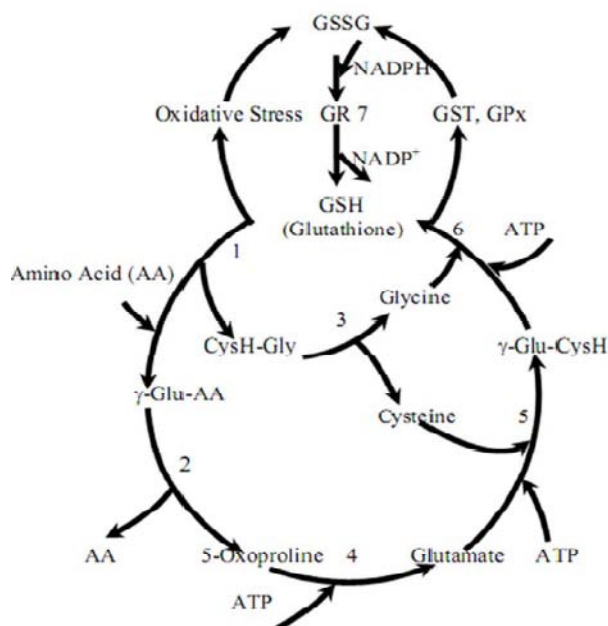 GSSG
NADPH
Oxidative Stress GR 7 GST, GPx
NADP+
GSH
(Glutathione) 6 ATP
1
Amino Acid (AA)
Glycine
3
CysH-Gly γ-Glu-CysH
γ-Glu-AA
Cysteine 5
2
AA 5-Oxoproline 4 Glutamate ATP
ATP